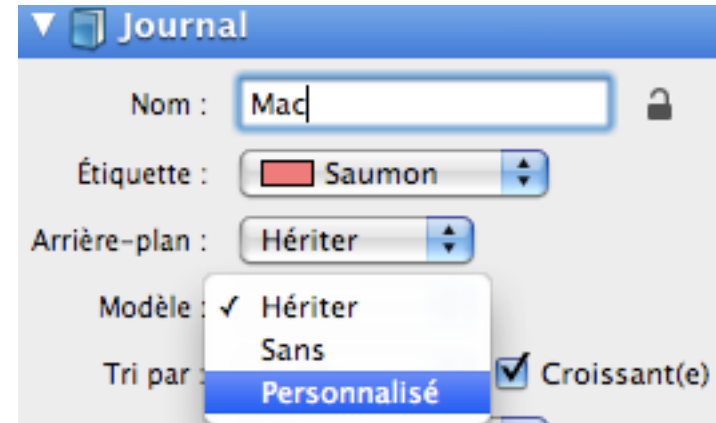 Journal
Nom : Mac
Étiquette : Saumon
Arrière-plan : Hériter
Modèle : ✓ Hériter
Sans
Tri par : Croissant(e)
Personnalisé